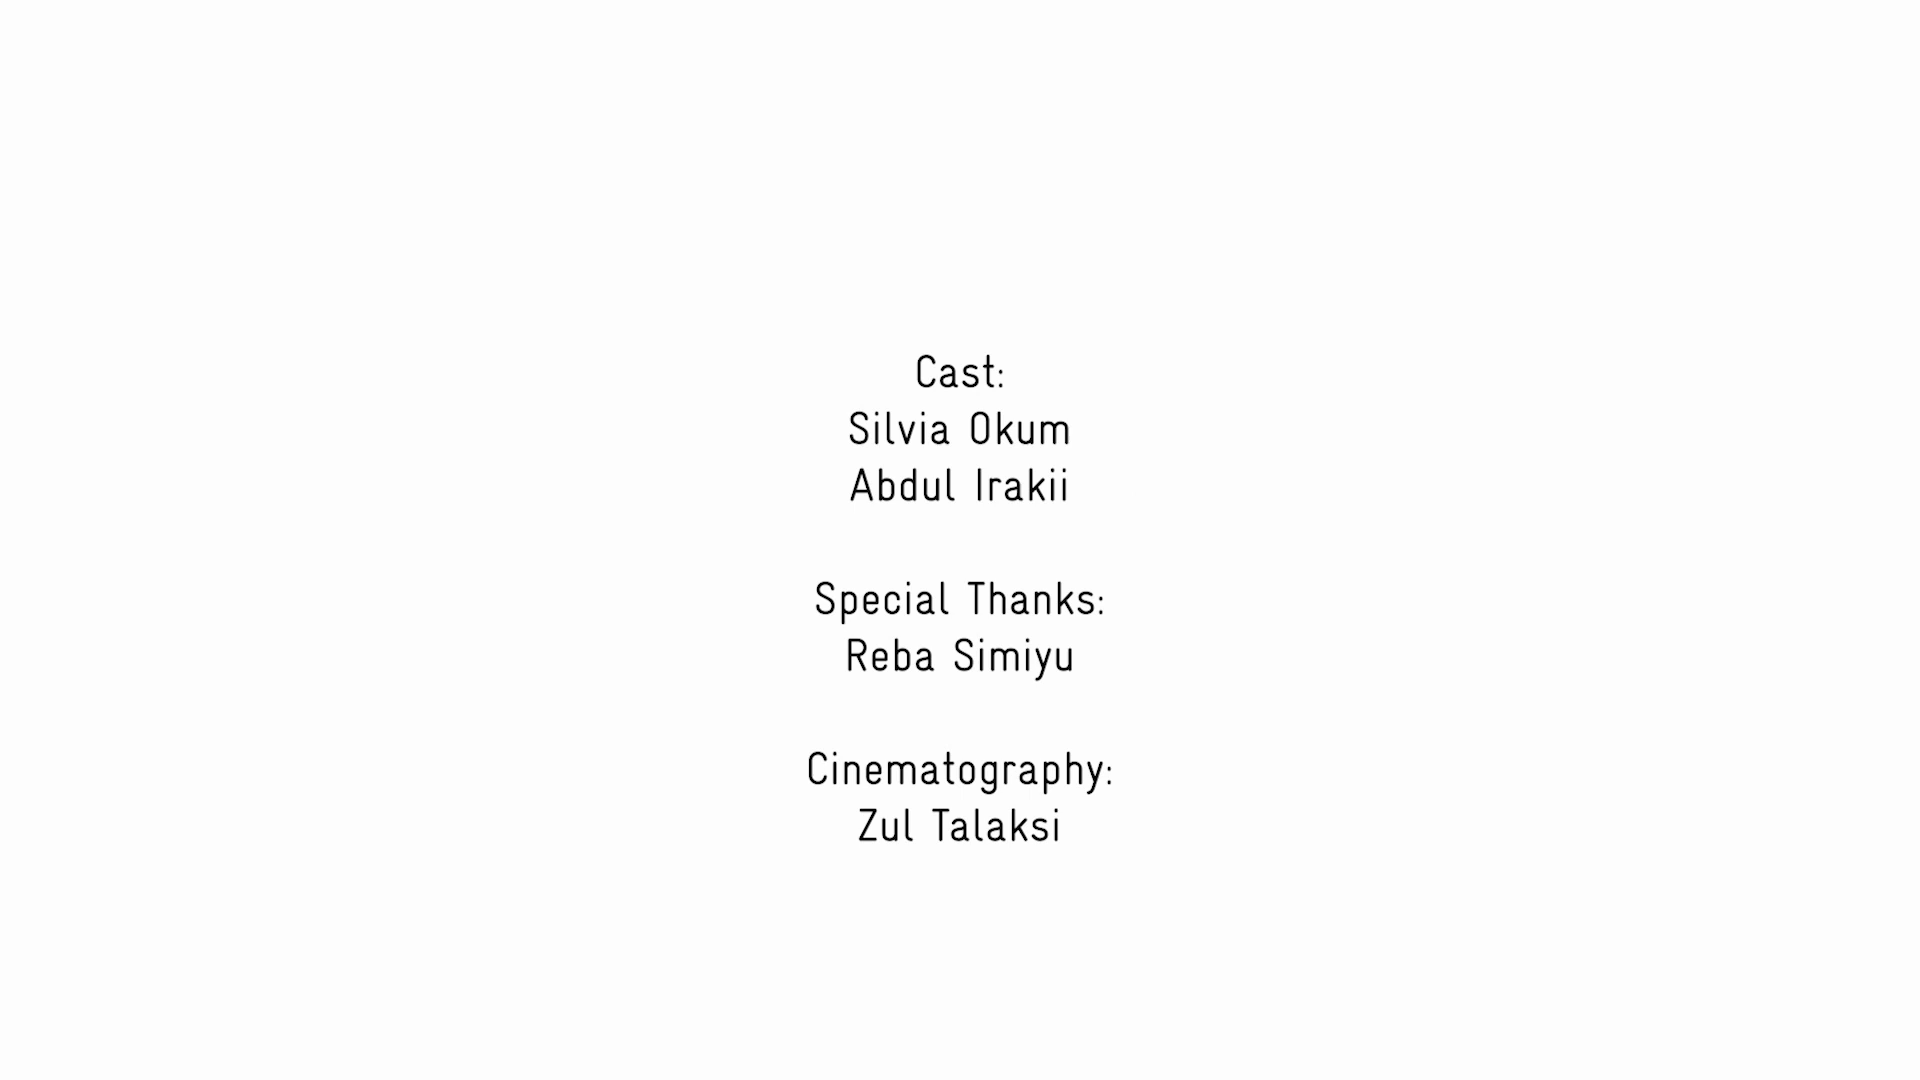 Cast:
Silvia Okum
Abdul Irakii
Special Thanks:
Reba Simiyu
Cinematography:
Zul Talaksi